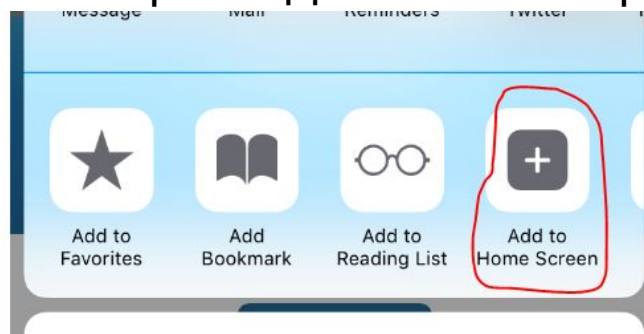 Message Mail Reminders Twitter
Add to Add Add to Add to
Favorites Bookmark Reading List Home Screen